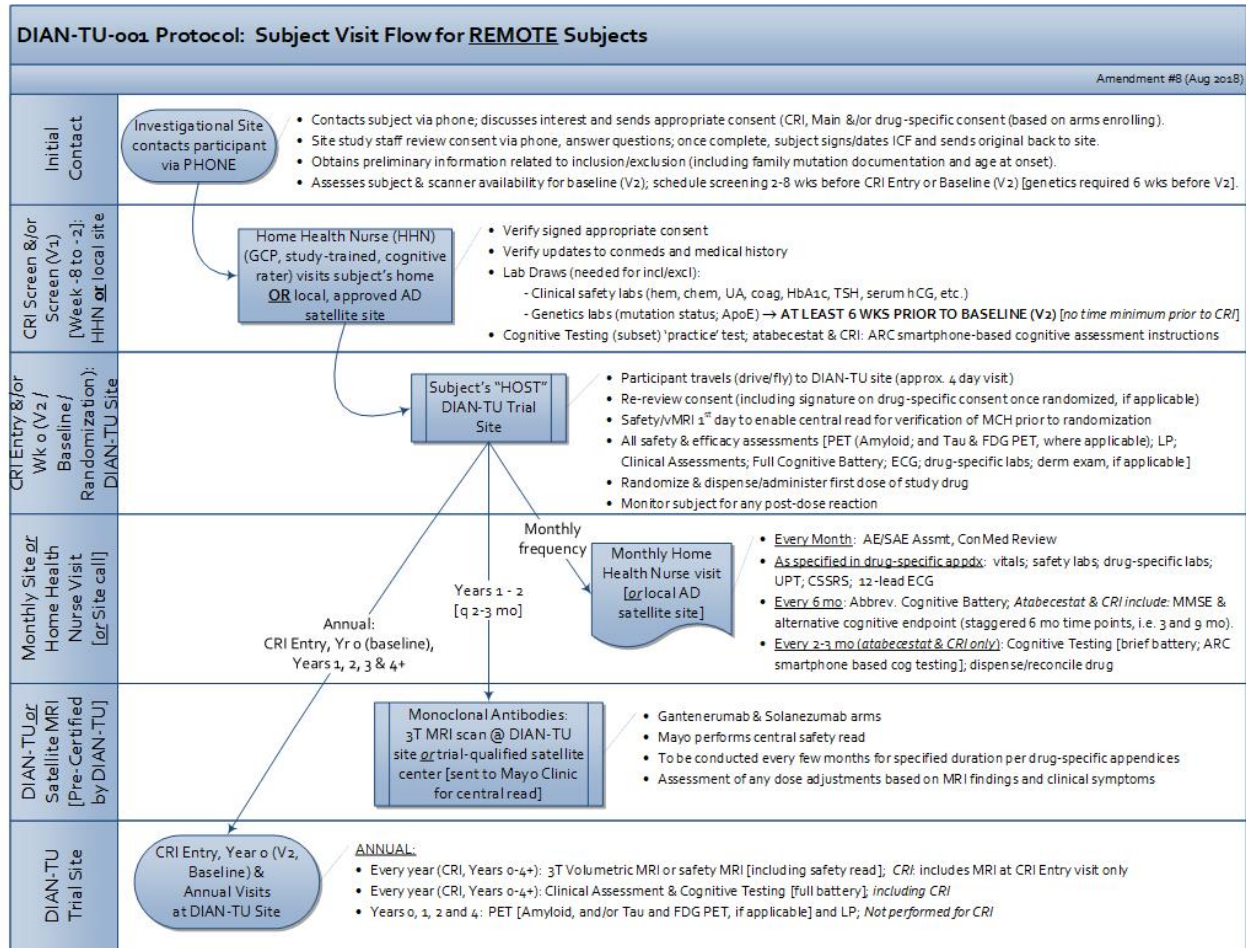 DIAN-TU-001 Protocol: Subject Visit Flow for REMOTE Subjects
Amendment #8 (Aug 2018)
Initial
Contact
Investigational Site
contacts participant
via PHONE
• Contacts subject via phone; discusses interest and sends appropriate consent (CRI, Main &/or drug-specific consent (based on arms enrolling).
• Site study staff review consent via phone, answer questions; once complete, subject signs/dates ICF and sends original back to site.
• Obtains preliminary information related to inclusion/exclusion (including family mutation documentation and age at onset).
• Assesses subject & scanner availability for baseline (V2); schedule screening 2-8 wks before CRI Entry or Baseline (V2) [genetics required 6 wks before V2].
CRI Screen &/or
Screen (V1)
[Week -8 to -2]:
HHN or local site
Home Health Nurse (HHN)
(GCP, study-trained, cognitive
rater) visits subject's home
OR local, approved AD
satellite site
• Verify signed appropriate consent
• Verify updates to conmeds and medical history
• Lab Draws (needed for incl/excl):
- Clinical safety labs (hem, chem, UA, coag, HbA1c, TSH, serum hCG, etc.)
- Genetics labs (mutation status; ApoE) → AT LEAST 6 WKS PRIOR TO BASELINE (V2) [no time minimum prior to CRI]
• Cognitive Testing (subset) 'practice' test; atabecestat & CRI: ARC smartphone-based cognitive assessment instructions
CRI Entry &/or
Wk 0 (V2 /
Baseline /
Randomization):
DIAN-TU Site
Subject's "HOST"
DIAN-TU Trial
Site
• Participant travels (drive/fly) to DIAN-TU site (approx. 4 day visit)
• Re-review consent (including signature on drug-specific consent once randomized, if applicable)
• Safety/vMRI 1st day to enable central read for verification of MCH prior to randomization
• All safety & efficacy assessments [PET (Amyloid; and Tau & FDG PET, where applicable); LP;
Clinical Assessments; Full Cognitive Battery; ECG; drug-specific labs; derm exam, if applicable]
• Randomize & dispense/administer first dose of study drug
• Monitor subject for any post-dose reaction
Monthly Site or
Home Health
Nurse Visit
[or Site call]
Annual:
CRI Entry, Yr 0 (baseline),
Years 1, 2, 3 & 4+
Years 1 - 2
[q 2-3 mo]
Monthly
frequency
Monthly Home
Health Nurse visit
[or local AD
satellite site]
• Every Month: AE/SAE Assmt, ConMed Review
• As specified in drug-specific appdx: vitals; safety labs; drug-specific labs;
UPT; CSSRS; 12-lead ECG
• Every 6 mo: Abbrev. Cognitive Battery; Atabecestat & CRI include: MMSE &
alternative cognitive endpoint (staggered 6 mo time points, i.e. 3 and 9 mo).
• Every 2-3 mo (atabecestat & CRI only): Cognitive Testing [brief battery; ARC
smartphone based cog testing]; dispense/reconcile drug
DIAN-TU or
Satellite MRI
[Pre-Certified
by DIAN-TU]
Monoclonal Antibodies:
3T MRI scan @ DIAN-TU
site or trial-qualified satellite
center [sent to Mayo Clinic
for central read]
• Gantenerumab & Solanezumab arms
• Mayo performs central safety read
• To be conducted every few months for specified duration per drug-specific appendices
• Assessment of any dose adjustments based on MRI findings and clinical symptoms
DIAN-TU
Trial Site
CRI Entry, Year 0 (V2,
Baseline) &
Annual Visits
at DIAN-TU Site
ANNUAL:
• Every year (CRI, Years 0-4+): 3T Volumetric MRI or safety MRI [including safety read]; CRI: includes MRI at CRI Entry visit only
• Every year (CRI, Years 0-4+): Clinical Assessment & Cognitive Testing [full battery]; including CRI
• Years 0, 1, 2 and 4: PET [Amyloid, and/or Tau and FDG PET, if applicable] and LP; Not performed for CRI